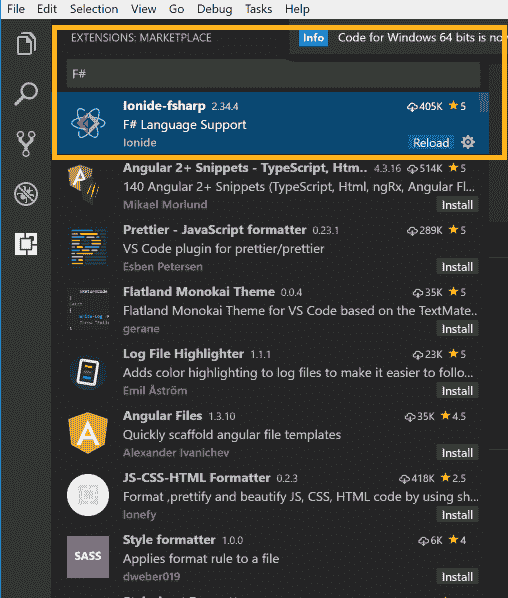 File Edit Selection View Go Debug Tasks Help
EXTENSIONS: MARKETPLACE
Info Code for Windows 64 bits is now
F#
Ionide-fsharp 2.34.4 405K 5
F# Language Support
Ionide Reload
Angular 2+ Snippets - TypeScript, Htm... 4.3.16 514K 5
140 Angular 2+ Snippets (TypeScript, Html, ngRx, Angular Fl...
Mikael Morlund Install
Prettier - JavaScript formatter 0.23.1 289K 5
VS Code plugin for prettier/prettier
Esben Petersen Install
Flatland Monokai Theme 0.0.4 35K 5
Flatland Monokai Theme for VS Code based on the TextMate...
gerane Install
Log File Highlighter 1.1.1 23K 5
Adds color highlighting to log files to make it easier to follo...
Emil Åström Install
Angular Files 1.3.10 35K 4.5
Quickly scaffold angular file templates
Alexander Ivanichev Install
JS-CSS-HTML Formatter 0.2.3 418K 2.5
Format ,prettify and beautify JS, CSS, HTML code by using sh...
lonefy Install
Style formatter 1.0.0 6K 4
SASS
Applies format rule to a file
dweber019 Install